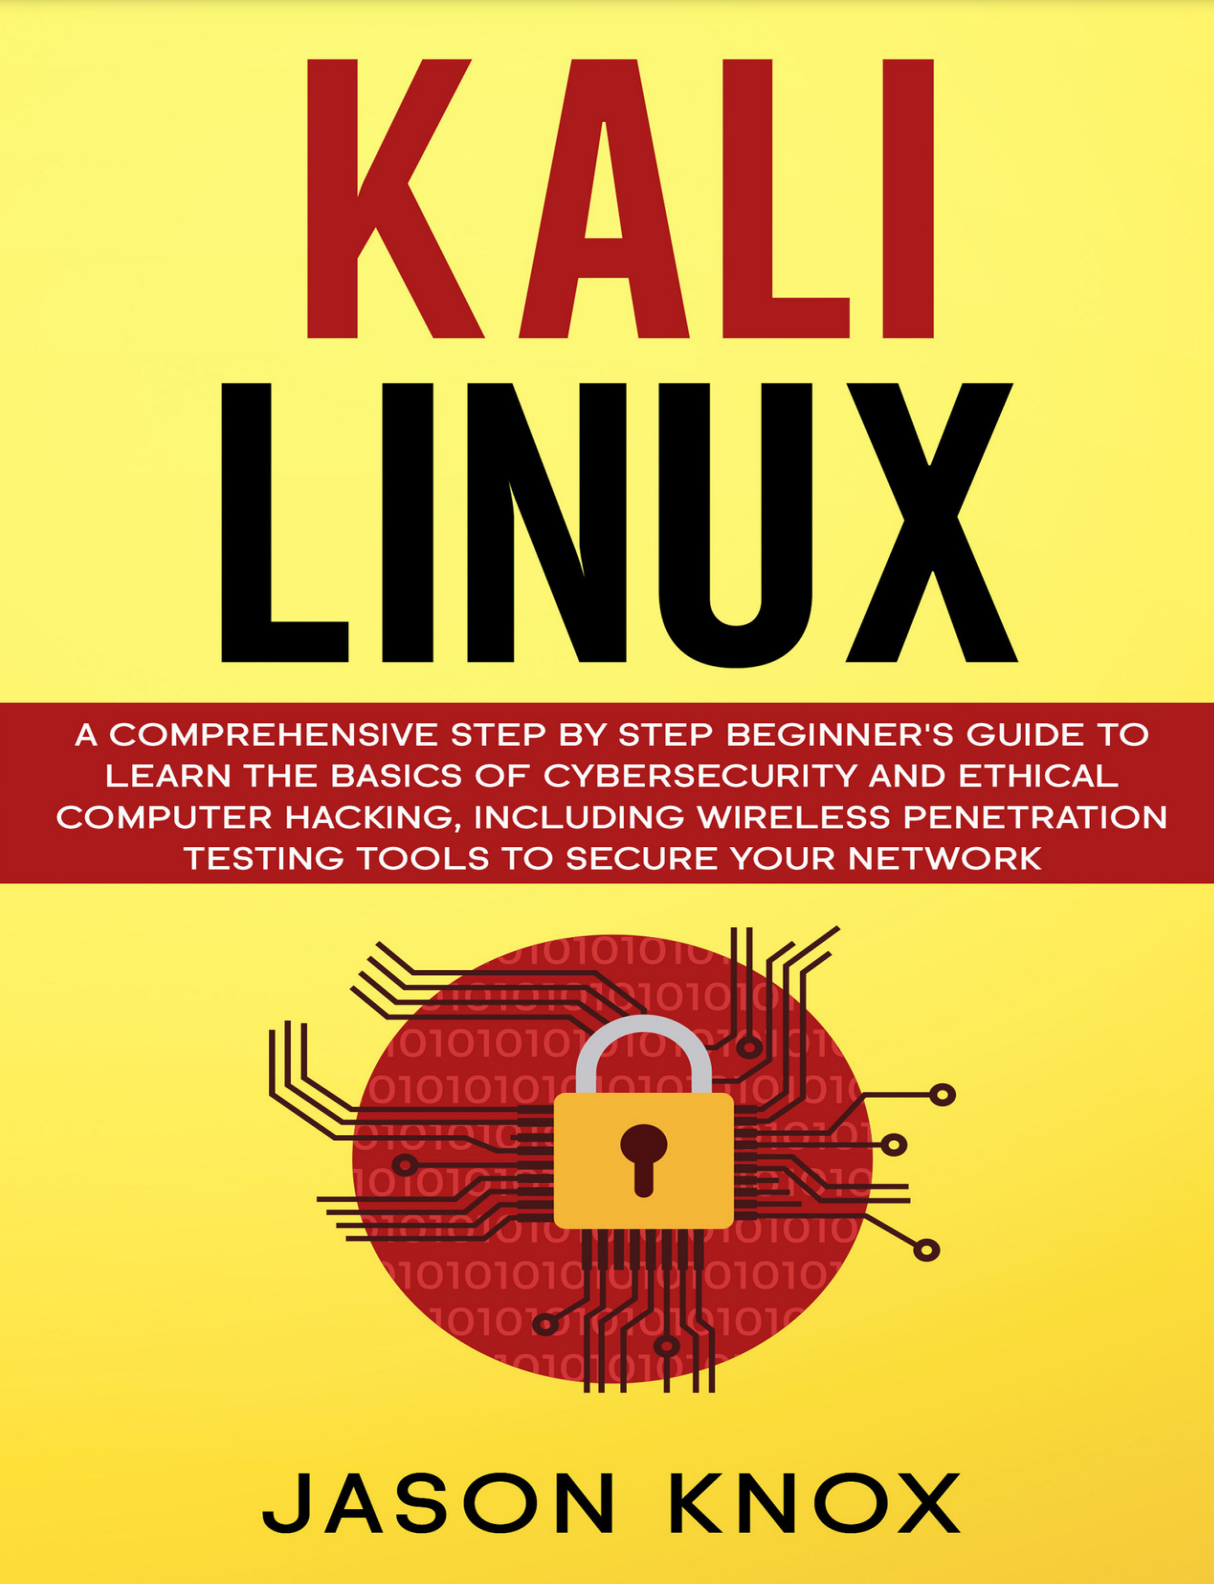 KALI
LINUX
A COMPREHENSIVE STEP BY STEP BEGINNER'S GUIDE TO
LEARN THE BASICS OF CYBERSECURITY AND ETHICAL
COMPUTER HACKING, INCLUDING WIRELESS PENETRATION
TESTING TOOLS TO SECURE YOUR NETWORK
JASON KNOX